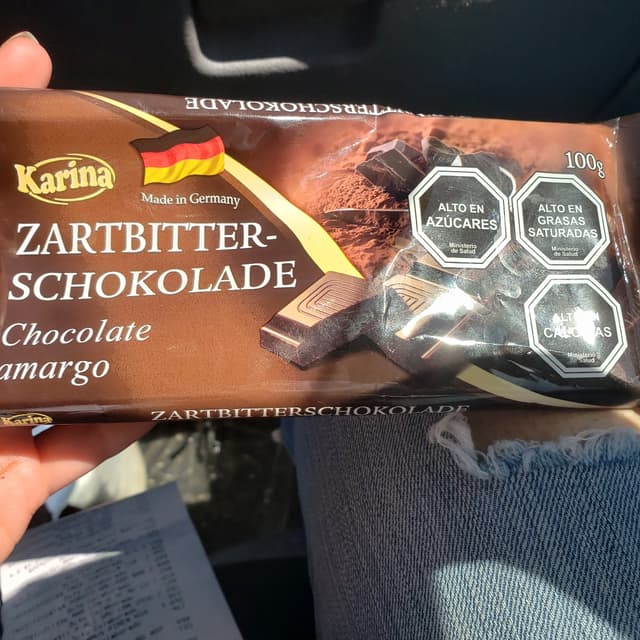 ZARTBITTERSCHOKOLADE
Karina
Made in Germany
100g
ZARTBITTER-
SCHOKOLADE
Chocolate
amargo
ALTO EN
AZÚCARES
Ministerio
de Salud
ALTO EN
GRASAS
SATURADAS
Ministerio
de Salud
ALTO EN
CALORÍAS
Ministerio
de Salud
Karina
ZARTBITTERSCHOKOLADE